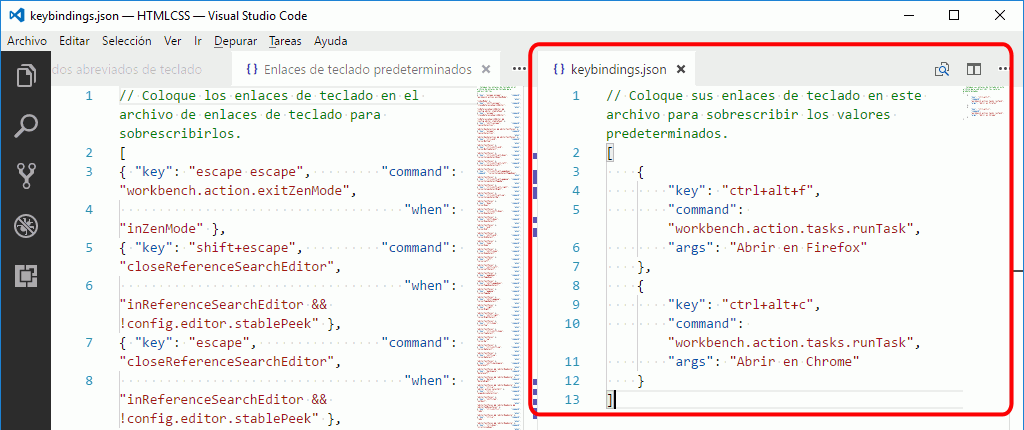 keybindings.json — HTMLCSS — Visual Studio Code
Archivo Editar Selección Ver Ir Depurar Tareas Ayuda
dos abreviados de teclado {} Enlaces de teclado predeterminados × ···
1 // Coloque los enlaces de teclado en el
archivo de enlaces de teclado para
sobrescribirlos.
2 [
3 { "key": "escape escape", "command":
"workbench.action.exitZenMode",
4 "when":
"inZenMode" },
5 { "key": "shift+escape", "command":
"closeReferenceSearchEditor",
6 "when":
"inReferenceSearchEditor &&
!config.editor.stablePeek" },
7 { "key": "escape", "command":
"closeReferenceSearchEditor",
8 "when":
"inReferenceSearchEditor &&
!config.editor.stablePeek" },
{} keybindings.json × ···
1 // Coloque sus enlaces de teclado en este
archivo para sobrescribir los valores
predeterminados.
2 [
3 {
4 "key": "ctrl+alt+f",
5 "command":
"workbench.action.tasks.runTask",
6 "args": "Abrir en Firefox"
7 },
8 {
9 "key": "ctrl+alt+c",
10 "command":
"workbench.action.tasks.runTask",
11 "args": "Abrir en Chrome"
12 }
13 ]